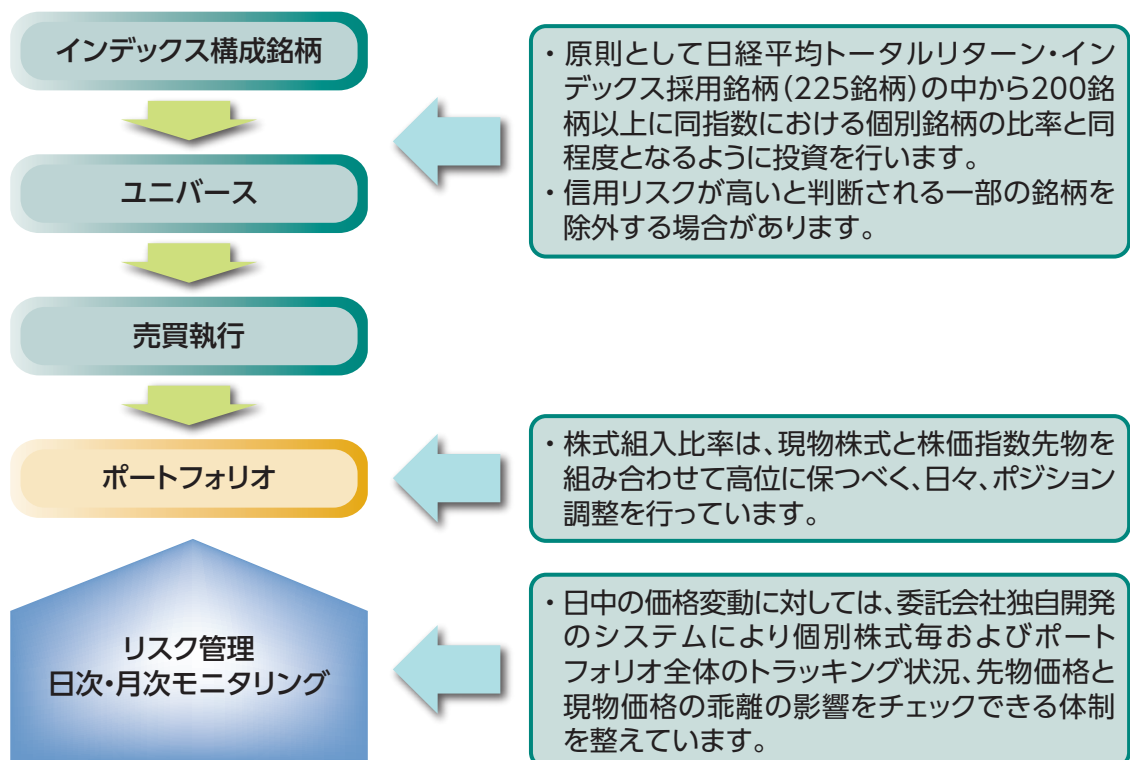 インデックス構成銘柄
・原則として日経平均トータルリターン・イン
デックス採用銘柄(225銘柄)の中から200銘
柄以上に同指数における個別銘柄の比率と同
程度となるように投資を行います。
・信用リスクが高いと判断される一部の銘柄を
除外する場合があります。
ユニバース
売買執行
ポートフォリオ
・株式組入比率は、現物株式と株価指数先物を
組み合わせて高位に保つべく、日々、ポジション
調整を行っています。
リスク管理
日次・月次モニタリング
・日中の価格変動に対しては、委託会社独自開発
のシステムにより個別株式毎およびポート
フォリオ全体のトラッキング状況、先物価格と
現物価格の乖離の影響をチェックできる体制
を整えています。